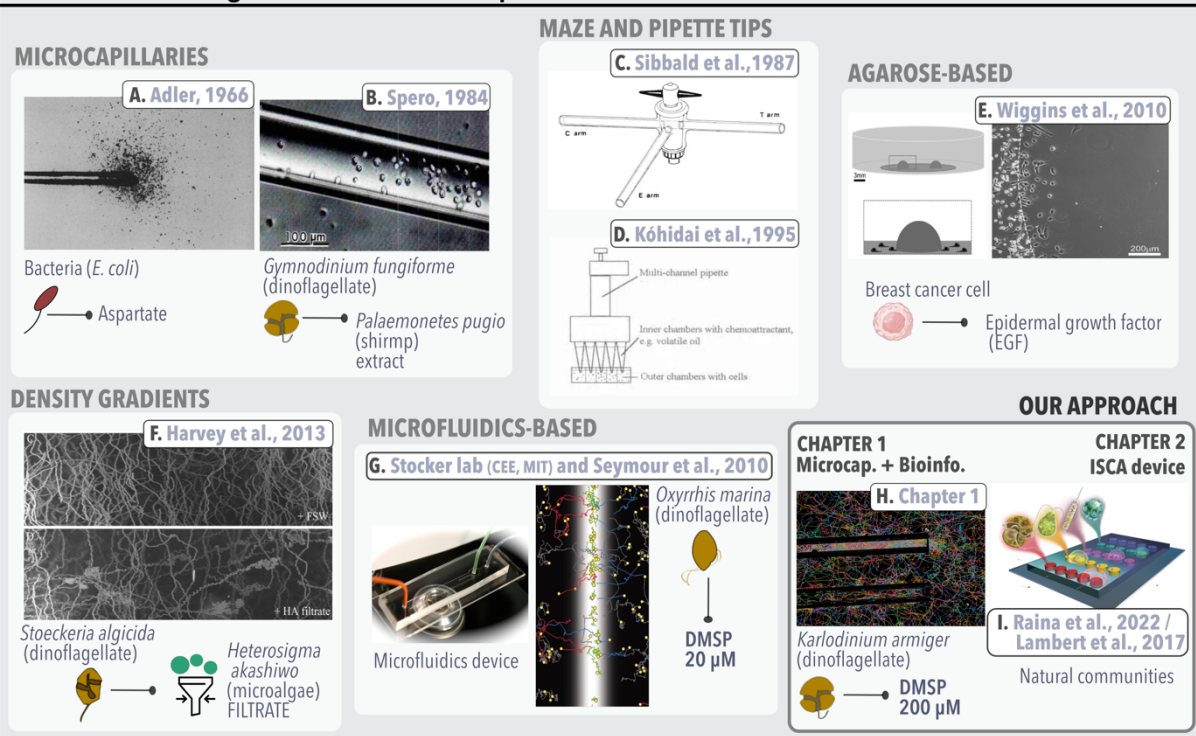 MICROCAPILLARIES
A. Adler, 1966
B. Spero, 1984
100 µm
Bacteria (E. coli)
Aspartate
Gymnodinium fungiforme
(dinoflagellate)
Palaemonetes pugio
(shirmp)
extract
MAZE AND PIPETTE TIPS
C. Sibbald et al.,1987
T arm
C arm
E arm
D. Kóhidai et al.,1995
Multi-channel pipette
Inner chambers with chemoattractant,
e.g. volatile oil
Outer chambers with cells
AGAROSE-BASED
E. Wiggins et al., 2010
3mm
200µm
Breast cancer cell
Epidermal growth factor
(EGF)
DENSITY GRADIENTS
F. Harvey et al., 2013
C
+ FSW
D
+ HA filtrate
Stoeckeria algicida
(dinoflagellate)
Heterosigma
akashiwo
(microalgae)
FILTRATE
MICROFLUIDICS-BASED
G. Stocker lab (CEE, MIT) and Seymour et al., 2010
Microfluidics device
Oxyrrhis marina
(dinoflagellate)
DMSP
20 µM
OUR APPROACH
CHAPTER 1
Microcap. + Bioinfo.
CHAPTER 2
ISCA device
H. Chapter 1
Karlodinium armiger
(dinoflagellate)
DMSP
200 µM
I. Raina et al., 2022 /
Lambert et al., 2017
Natural communities